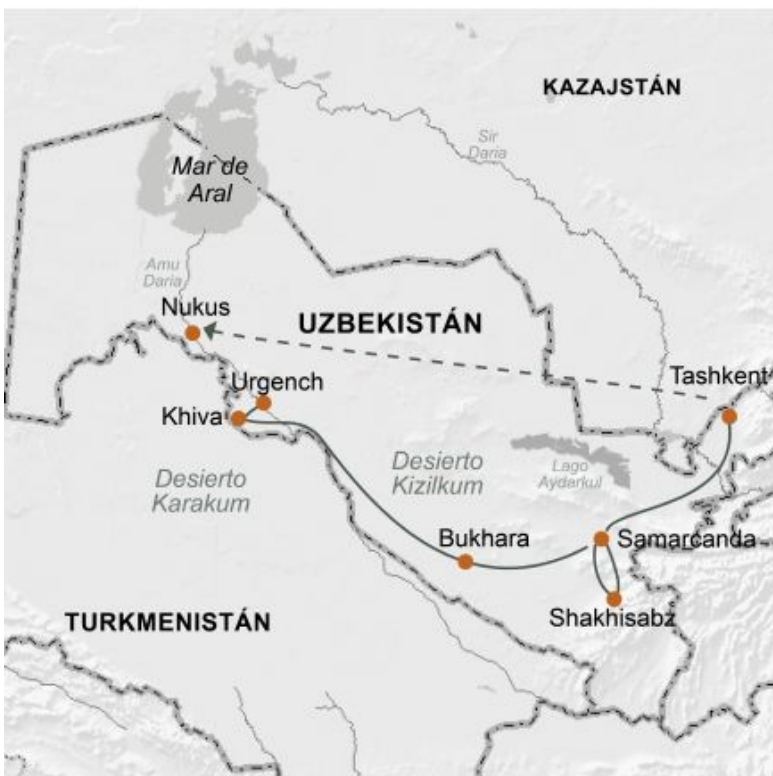 KAZAJSTÁN
Sir
Daria
Mar de
Aral
Amu
Daria
Nukus
UZBEKISTÁN
Tashkent
Urgench
Khiva
Desierto
Karakum
Desierto
Kizilkum
Lago
Aydarkul
Bukhara
Samarcanda
Shakhisabz
TURKMENISTÁN